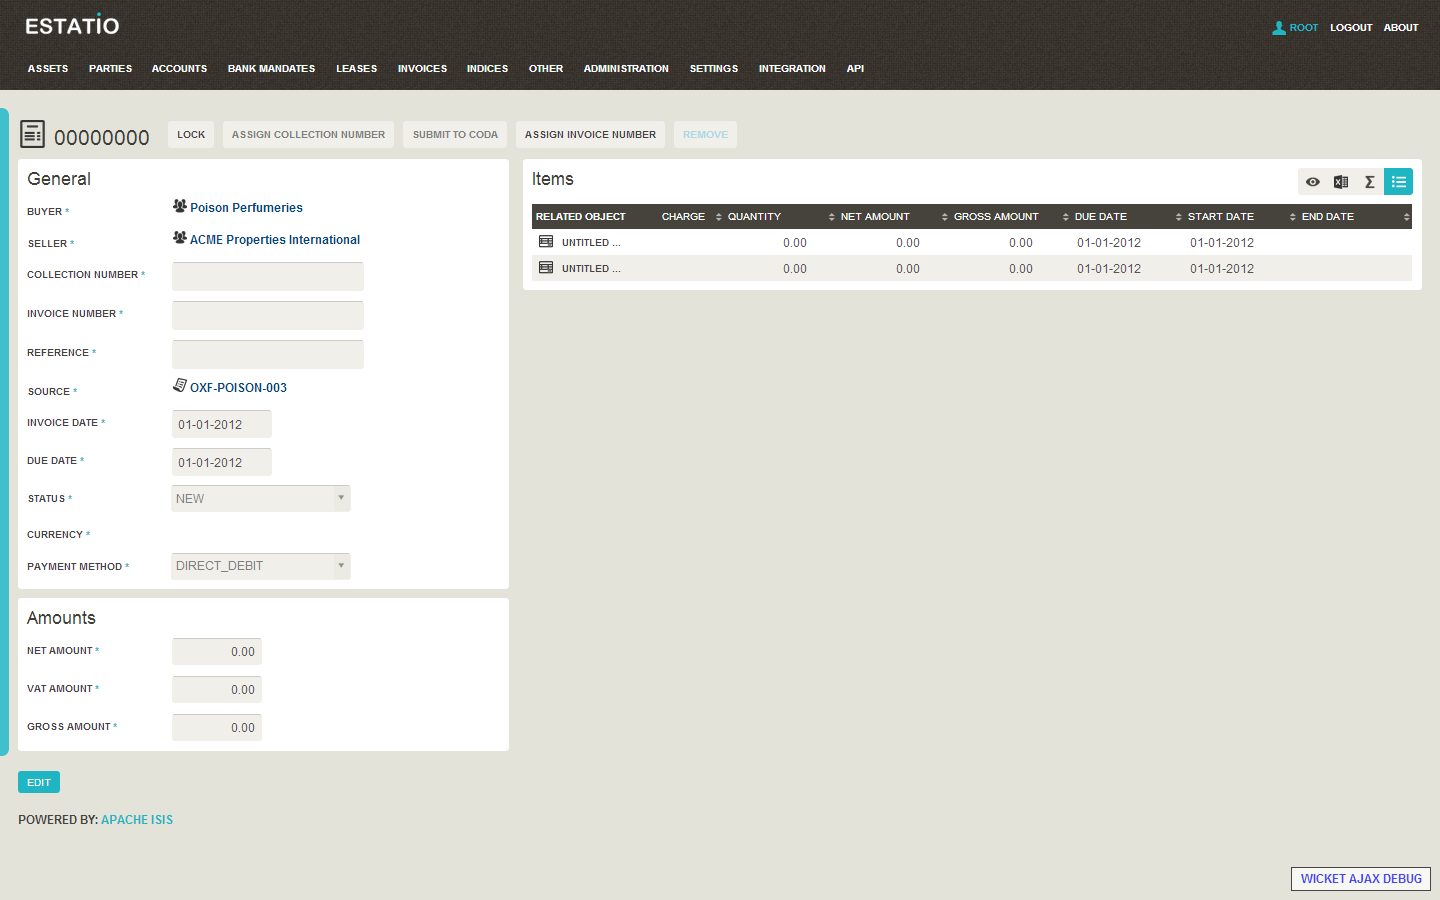 ESTATIO
ROOT LOGOUT ABOUT
ASSETS PARTIES ACCOUNTS BANK MANDATES LEASES INVOICES INDICES OTHER ADMINISTRATION SETTINGS INTEGRATION API
00000000 LOCK ASSIGN COLLECTION NUMBER SUBMIT TO CODA ASSIGN INVOICE NUMBER REMOVE
General
BUYER * Poison Perfumeries
SELLER * ACME Properties International
COLLECTION NUMBER *
INVOICE NUMBER *
REFERENCE *
SOURCE * OXF-POISON-003
INVOICE DATE * 01-01-2012
DUE DATE * 01-01-2012
STATUS * NEW
CURRENCY *
PAYMENT METHOD * DIRECT_DEBIT
Amounts
NET AMOUNT * 0.00
VAT AMOUNT * 0.00
GROSS AMOUNT * 0.00
Items
RELATED OBJECT CHARGE QUANTITY NET AMOUNT GROSS AMOUNT DUE DATE START DATE END DATE
UNTITLED ... 0.00 0.00 0.00 01-01-2012 01-01-2012
UNTITLED ... 0.00 0.00 0.00 01-01-2012 01-01-2012
EDIT
POWERED BY: APACHE ISIS
WICKET AJAX DEBUG